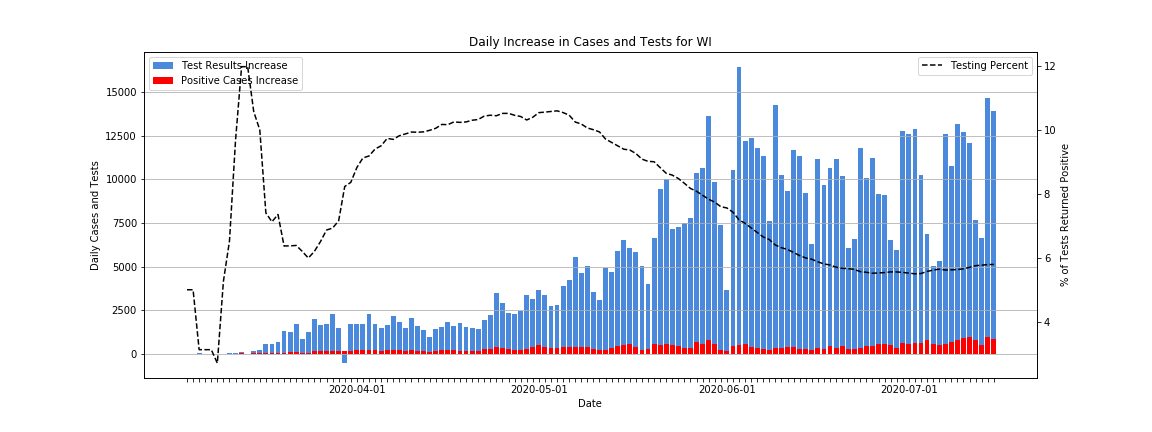 Daily Increase in Cases and Tests for WI
Test Results Increase
Positive Cases Increase
Testing Percent
15000
12500
10000
7500
5000
2500
0
Daily Cases and Tests
12
10
8
6
4
% of Tests Returned Positive
2020-04-01
2020-05-01
2020-06-01
2020-07-01
Date